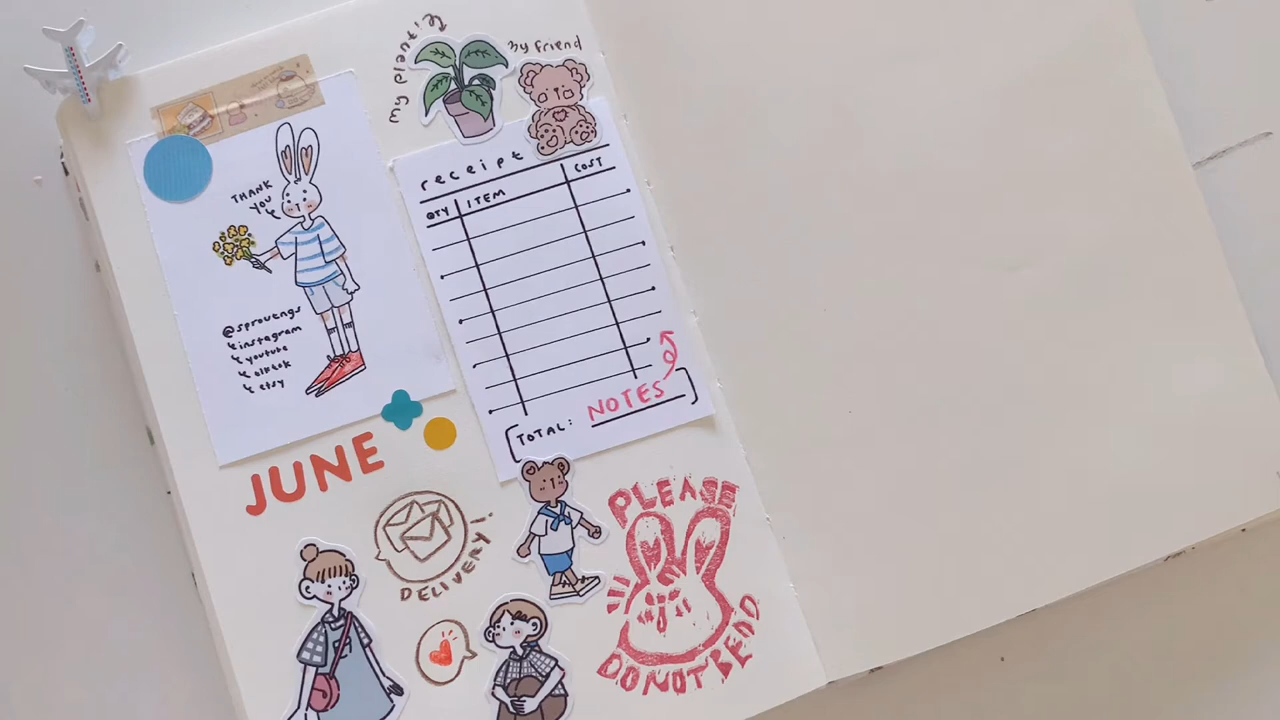 my plant
my friend
THANK
YOU
@sprouengs
instagram
youtube
tiktok
etsy
receipt
QTY ITEM COST
NOTES
TOTAL:
JUNE
DELIVERY!
PLEASE
DO NOT BEND